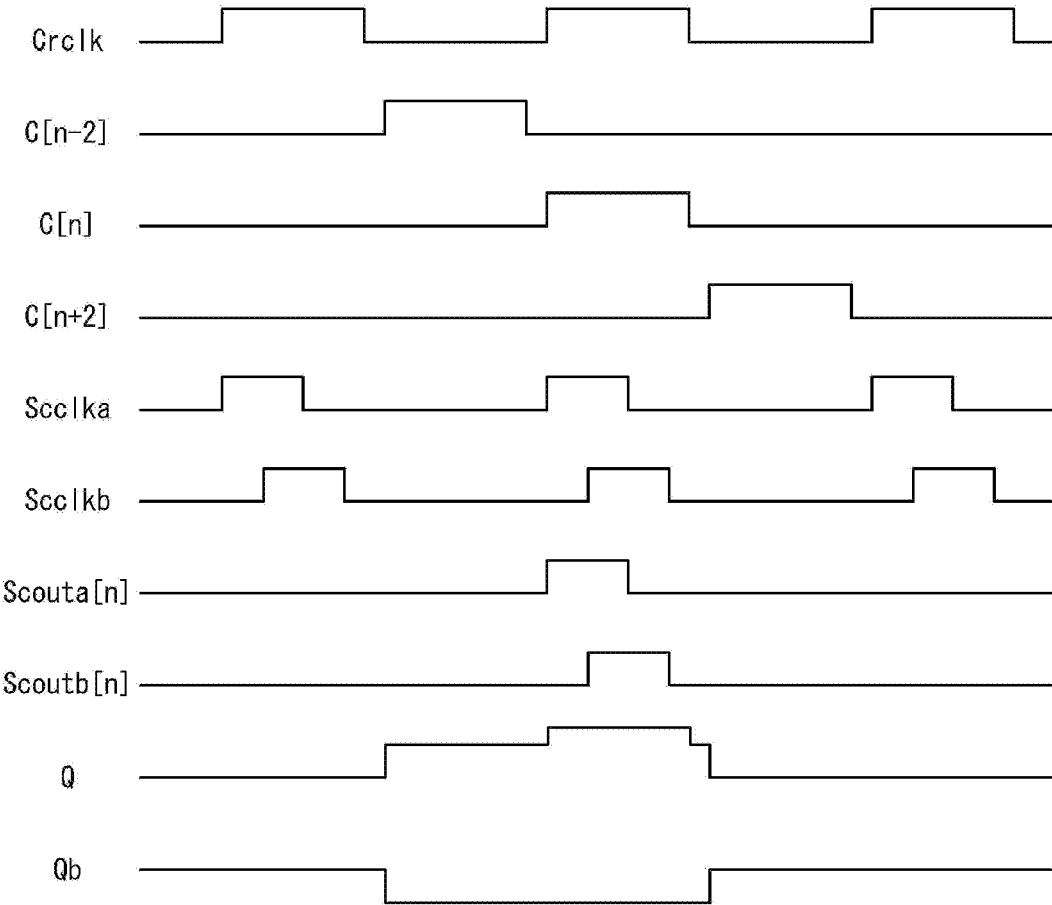 Crclk
C[n-2]
C[n]
C[n+2]
Scclka
Scclkb
Scouta[n]
Scoutb[n]
Q
Qb